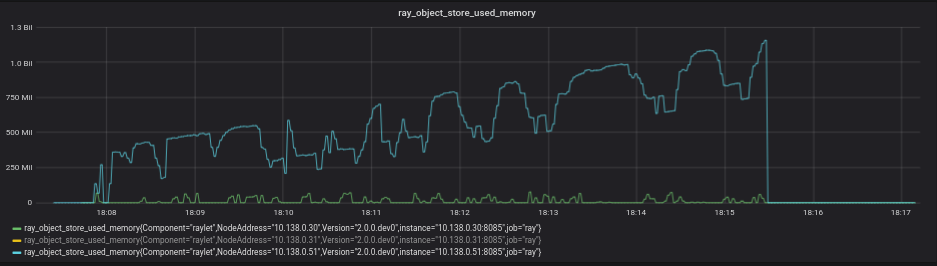 ray_object_store_used_memory
1.3 Bil
1.0 Bil
750 Mil
500 Mil
250 Mil
0
18:08 18:09 18:10 18:11 18:12 18:13 18:14 18:15 18:16 18:17
ray_object_store_used_memory{Component="raylet",NodeAddress="10.138.0.30",Version="2.0.0.dev0",instance="10.138.0.30:8085",job="ray"}
ray_object_store_used_memory{Component="raylet",NodeAddress="10.138.0.31",Version="2.0.0.dev0",instance="10.138.0.31:8085",job="ray"}
ray_object_store_used_memory{Component="raylet",NodeAddress="10.138.0.51",Version="2.0.0.dev0",instance="10.138.0.51:8085",job="ray"}